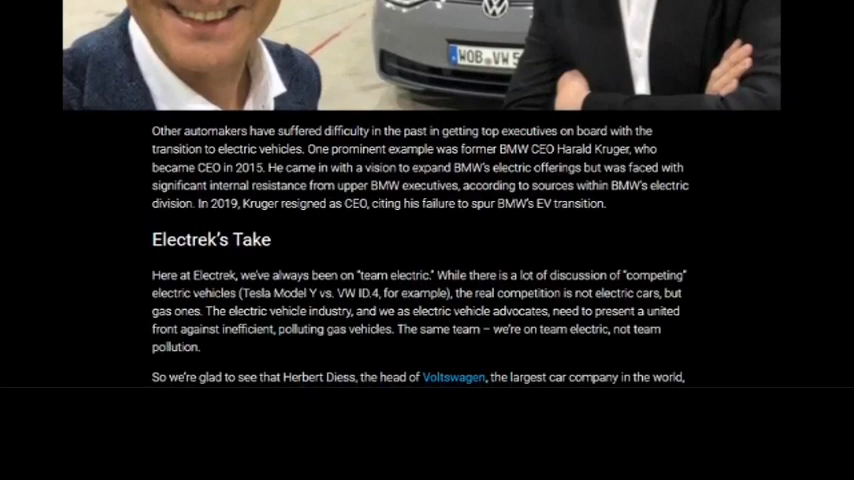 WOB VW 5
Other automakers have suffered difficulty in the past in getting top executives on board with the
transition to electric vehicles. One prominent example was former BMW CEO Harald Kruger, who
became CEO in 2015. He came in with a vision to expand BMW's electric offerings but was faced with
significant internal resistance from upper BMW executives, according to sources within BMW's electric
division. In 2019, Kruger resigned as CEO, citing his failure to spur BMW's EV transition.
Electrek's Take
Here at Electrek, we've always been on "team electric." While there is a lot of discussion of "competing"
electric vehicles (Tesla Model Y vs. VW ID.4, for example), the real competition is not electric cars, but
gas ones. The electric vehicle industry, and we as electric vehicle advocates, need to present a united
front against inefficient, polluting gas vehicles. The same team – we're on team electric, not team
pollution.
So we're glad to see that Herbert Diess, the head of Voltswagen, the largest car company in the world,